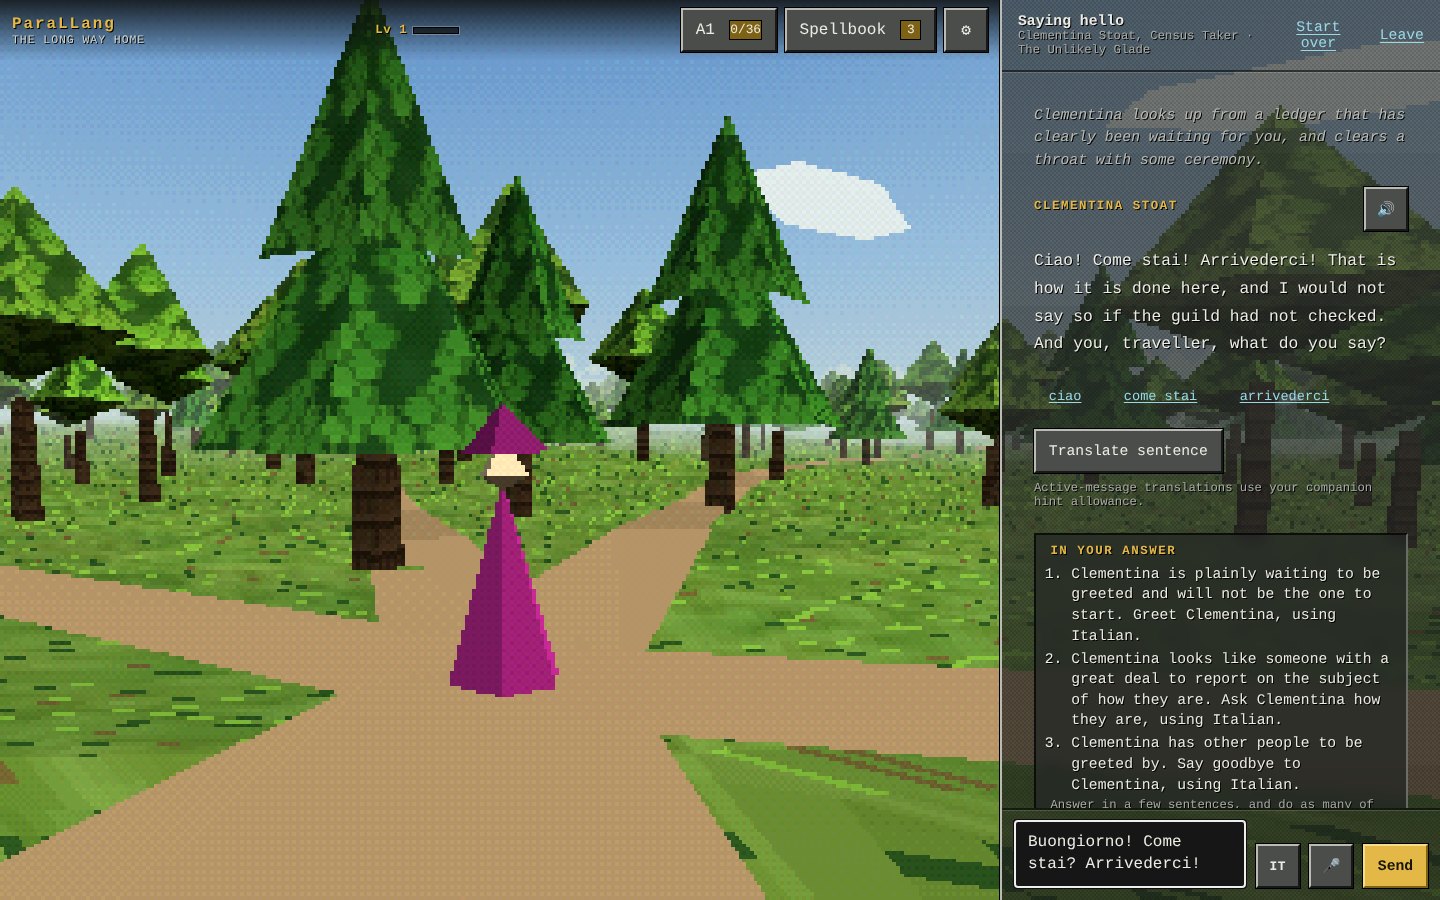 ParaLLang
THE LONG WAY HOME
Lv 1
A1 0/36
Spellbook 3
Saying hello
Clementina Stoat, Census Taker ·
The Unlikely Glade
Start
over
Leave
Clementina looks up from a ledger that has
clearly been waiting for you, and clears a
throat with some ceremony.
CLEMENTINA STOAT
Ciao! Come stai! Arrivederci! That is
how it is done here, and I would not
say so if the guild had not checked.
And you, traveller, what do you say?
ciao come stai arrivederci
Translate sentence
Active-message translations use your companion
hint allowance.
IN YOUR ANSWER
1. Clementina is plainly waiting to be
greeted and will not be the one to
start. Greet Clementina, using
Italian.
2. Clementina looks like someone with a
great deal to report on the subject
of how they are. Ask Clementina how
they are, using Italian.
3. Clementina has other people to be
greeted by. Say goodbye to
Clementina, using Italian.
Answer in a few sentences, and do as many of
Buongiorno! Come
stai? Arrivederci!
IT
Send